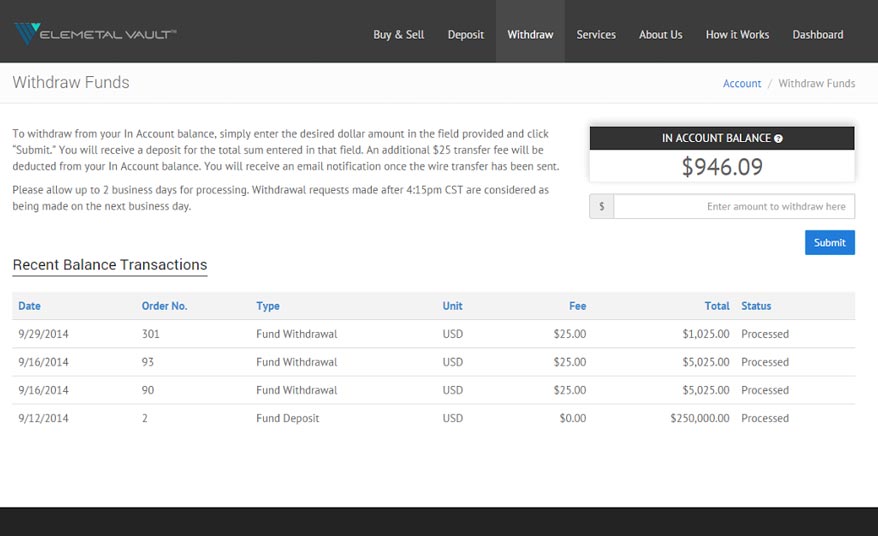 ELEMETAL VAULT
Buy & Sell Deposit Withdraw Services About Us How it Works Dashboard
Withdraw Funds
Account / Withdraw Funds
To withdraw from your In Account balance, simply enter the desired dollar amount in the field provided and click
"Submit." You will receive a deposit for the total sum entered in that field. An additional $25 transfer fee will be
deducted from your In Account balance. You will receive an email notification once the wire transfer has been sent.
Please allow up to 2 business days for processing. Withdrawal requests made after 4:15pm CST are considered as
being made on the next business day.
IN ACCOUNT BALANCE ?
$946.09
$ Enter amount to withdraw here
Submit
Recent Balance Transactions
Date Order No. Type Unit Fee Total Status
9/29/2014 301 Fund Withdrawal USD $25.00 $1,025.00 Processed
9/16/2014 93 Fund Withdrawal USD $25.00 $5,025.00 Processed
9/16/2014 90 Fund Withdrawal USD $25.00 $5,025.00 Processed
9/12/2014 2 Fund Deposit USD $0.00 $250,000.00 Processed